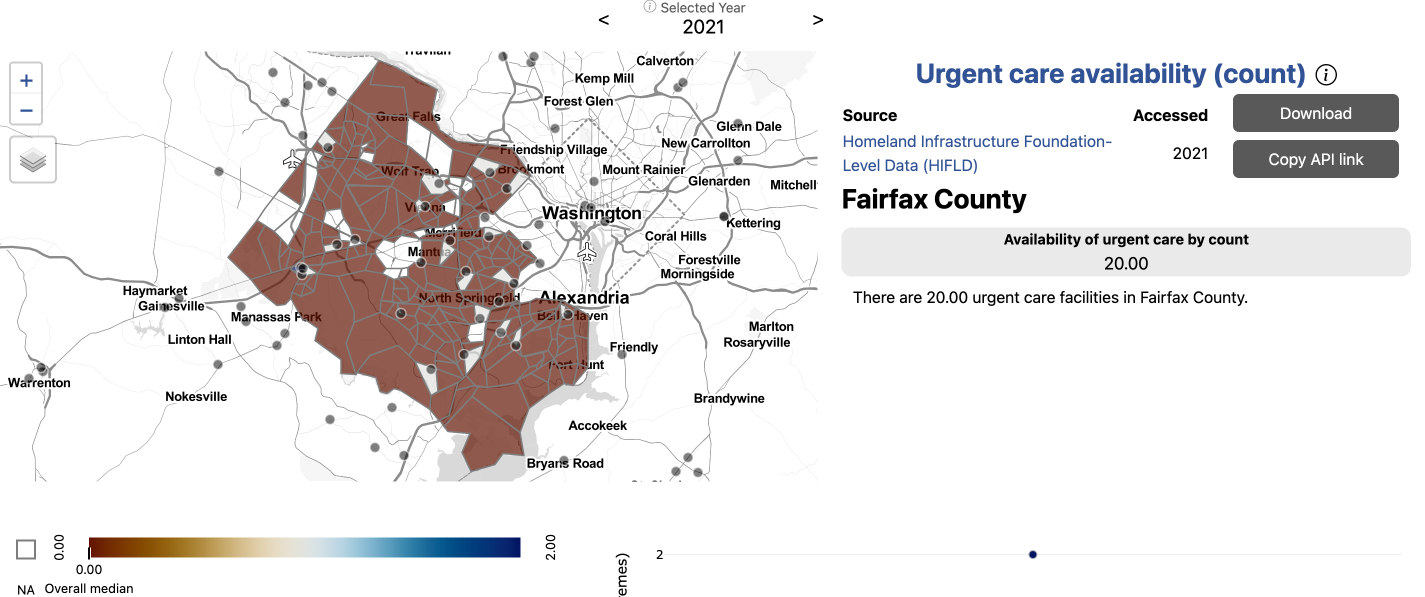 Selected Year
<
2021
>
Travilah
Calverton
Kemp Mill
Forest Glen
Great Falls
Glenn Dale
New Carrollton
Friendship Village
Wolf Trap
Brookmont
Mount Rainier
Glenarden
Mitchell
Vienna
Washington
Kettering
Merrifield
Coral Hills
Mantua
Forestville
Morningside
Haymarket
Gainesville
North Springfield
Alexandria
Manassas Park
Belle Haven
Marlton
Linton Hall
Friendly
Rosaryville
Fort Hunt
Warrenton
Nokesville
Brandywine
Accokeek
Bryans Road
+
−
Urgent care availability (count)
Source
Accessed
Homeland Infrastructure Foundation-
Level Data (HIFLD)
2021
Download
Copy API link
Fairfax County
Availability of urgent care by count
20.00
There are 20.00 urgent care facilities in Fairfax County.
0.00
2.00
0.00
NA
Overall median
emes)
2